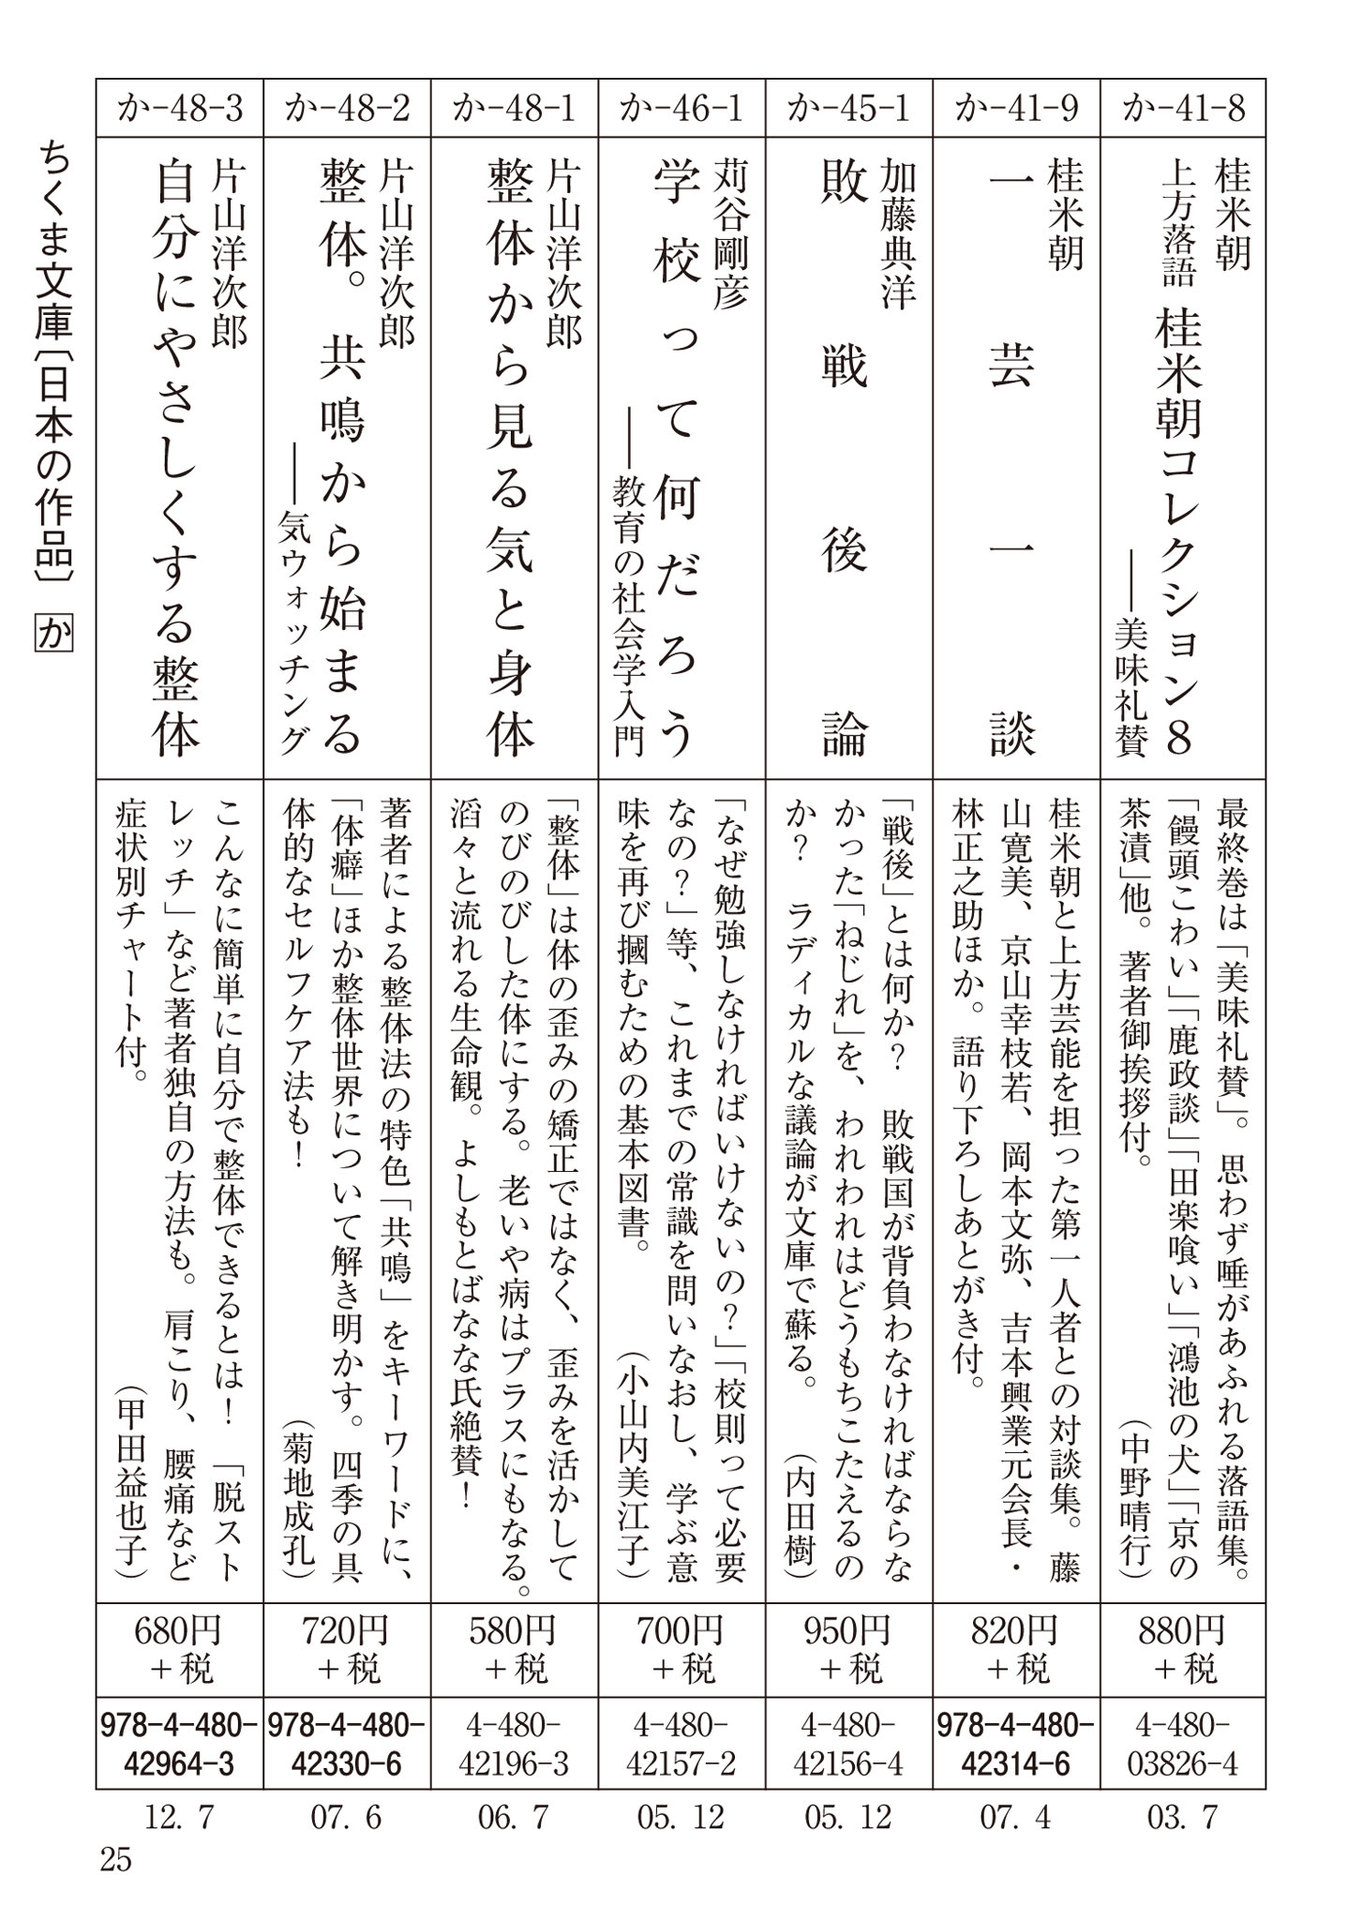 か-41-8
桂米朝
上方落語 桂米朝コレクション8
――美味礼賛
最終巻は「美味礼賛」。思わず唾があふれる落語集。
「饅頭こわい」「鹿政談」「田楽喰い」「鴻池の犬」「京の
茶漬」他。著者御挨拶付。 (中野晴行)
880円
+税
4-480-
03826-4
03. 7
か-41-9
桂米朝
一芸一談
桂米朝と上方芸能を担った第一人者との対談集。藤
山寛美、京山幸枝若、岡本文弥、吉本興業元会長・
林正之助ほか。語り下ろしあとがき付。
820円
+税
978-4-480-
42314-6
07. 4
か-45-1
加藤典洋
敗戦後論
「戦後」とは何か? 敗戦国が背負わなければならな
かった「ねじれ」を、われわれはどうもちこたえるの
か? ラディカルな議論が文庫で蘇る。 (内田樹)
950円
+税
4-480-
42156-4
05. 12
か-46-1
苅谷剛彦
学校って何だろう
――教育の社会学入門
「なぜ勉強しなければいけないの?」「校則って必要
なの?」等、これまでの常識を問いなおし、学ぶ意
味を再び摑むための基本図書。 (小山内美江子)
700円
+税
4-480-
42157-2
05. 12
か-48-1
片山洋次郎
整体から見る気と身体
「整体」は体の歪みの矯正ではなく、歪みを活かして
のびのびした体にする。老いや病はプラスにもなる。
滔々と流れる生命観。よしもとばなな氏絶賛!
580円
+税
4-480-
42196-3
06. 7
か-48-2
片山洋次郎
整体。共鳴から始まる
――気ウォッチング
著者による整体法の特色「共鳴」をキーワードに、
「体癖」ほか整体世界について解き明かす。四季の具
体的なセルフケア法も! (菊地成孔)
720円
+税
978-4-480-
42330-6
07. 6
か-48-3
片山洋次郎
自分にやさしくする整体
こんなに簡単に自分で整体できるとは! 「脱スト
レッチ」など著者独自の方法も。肩こり、腰痛など
症状別チャート付。 (甲田益也子)
680円
+税
978-4-480-
42964-3
12. 7
ちくま文庫〔日本の作品〕 か
25